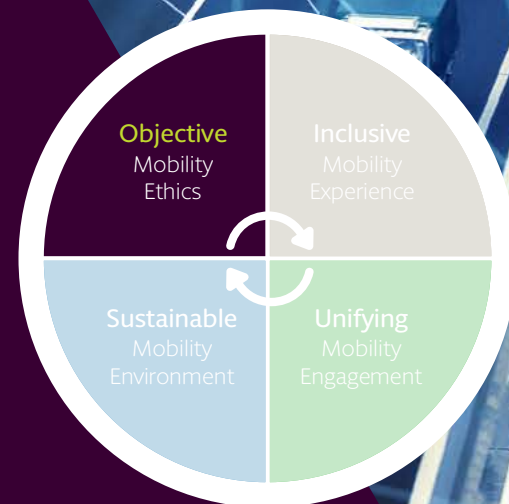 Objective
Mobility
Ethics
Inclusive
Mobility
Experience
Sustainable
Mobility
Environment
Unifying
Mobility
Engagement